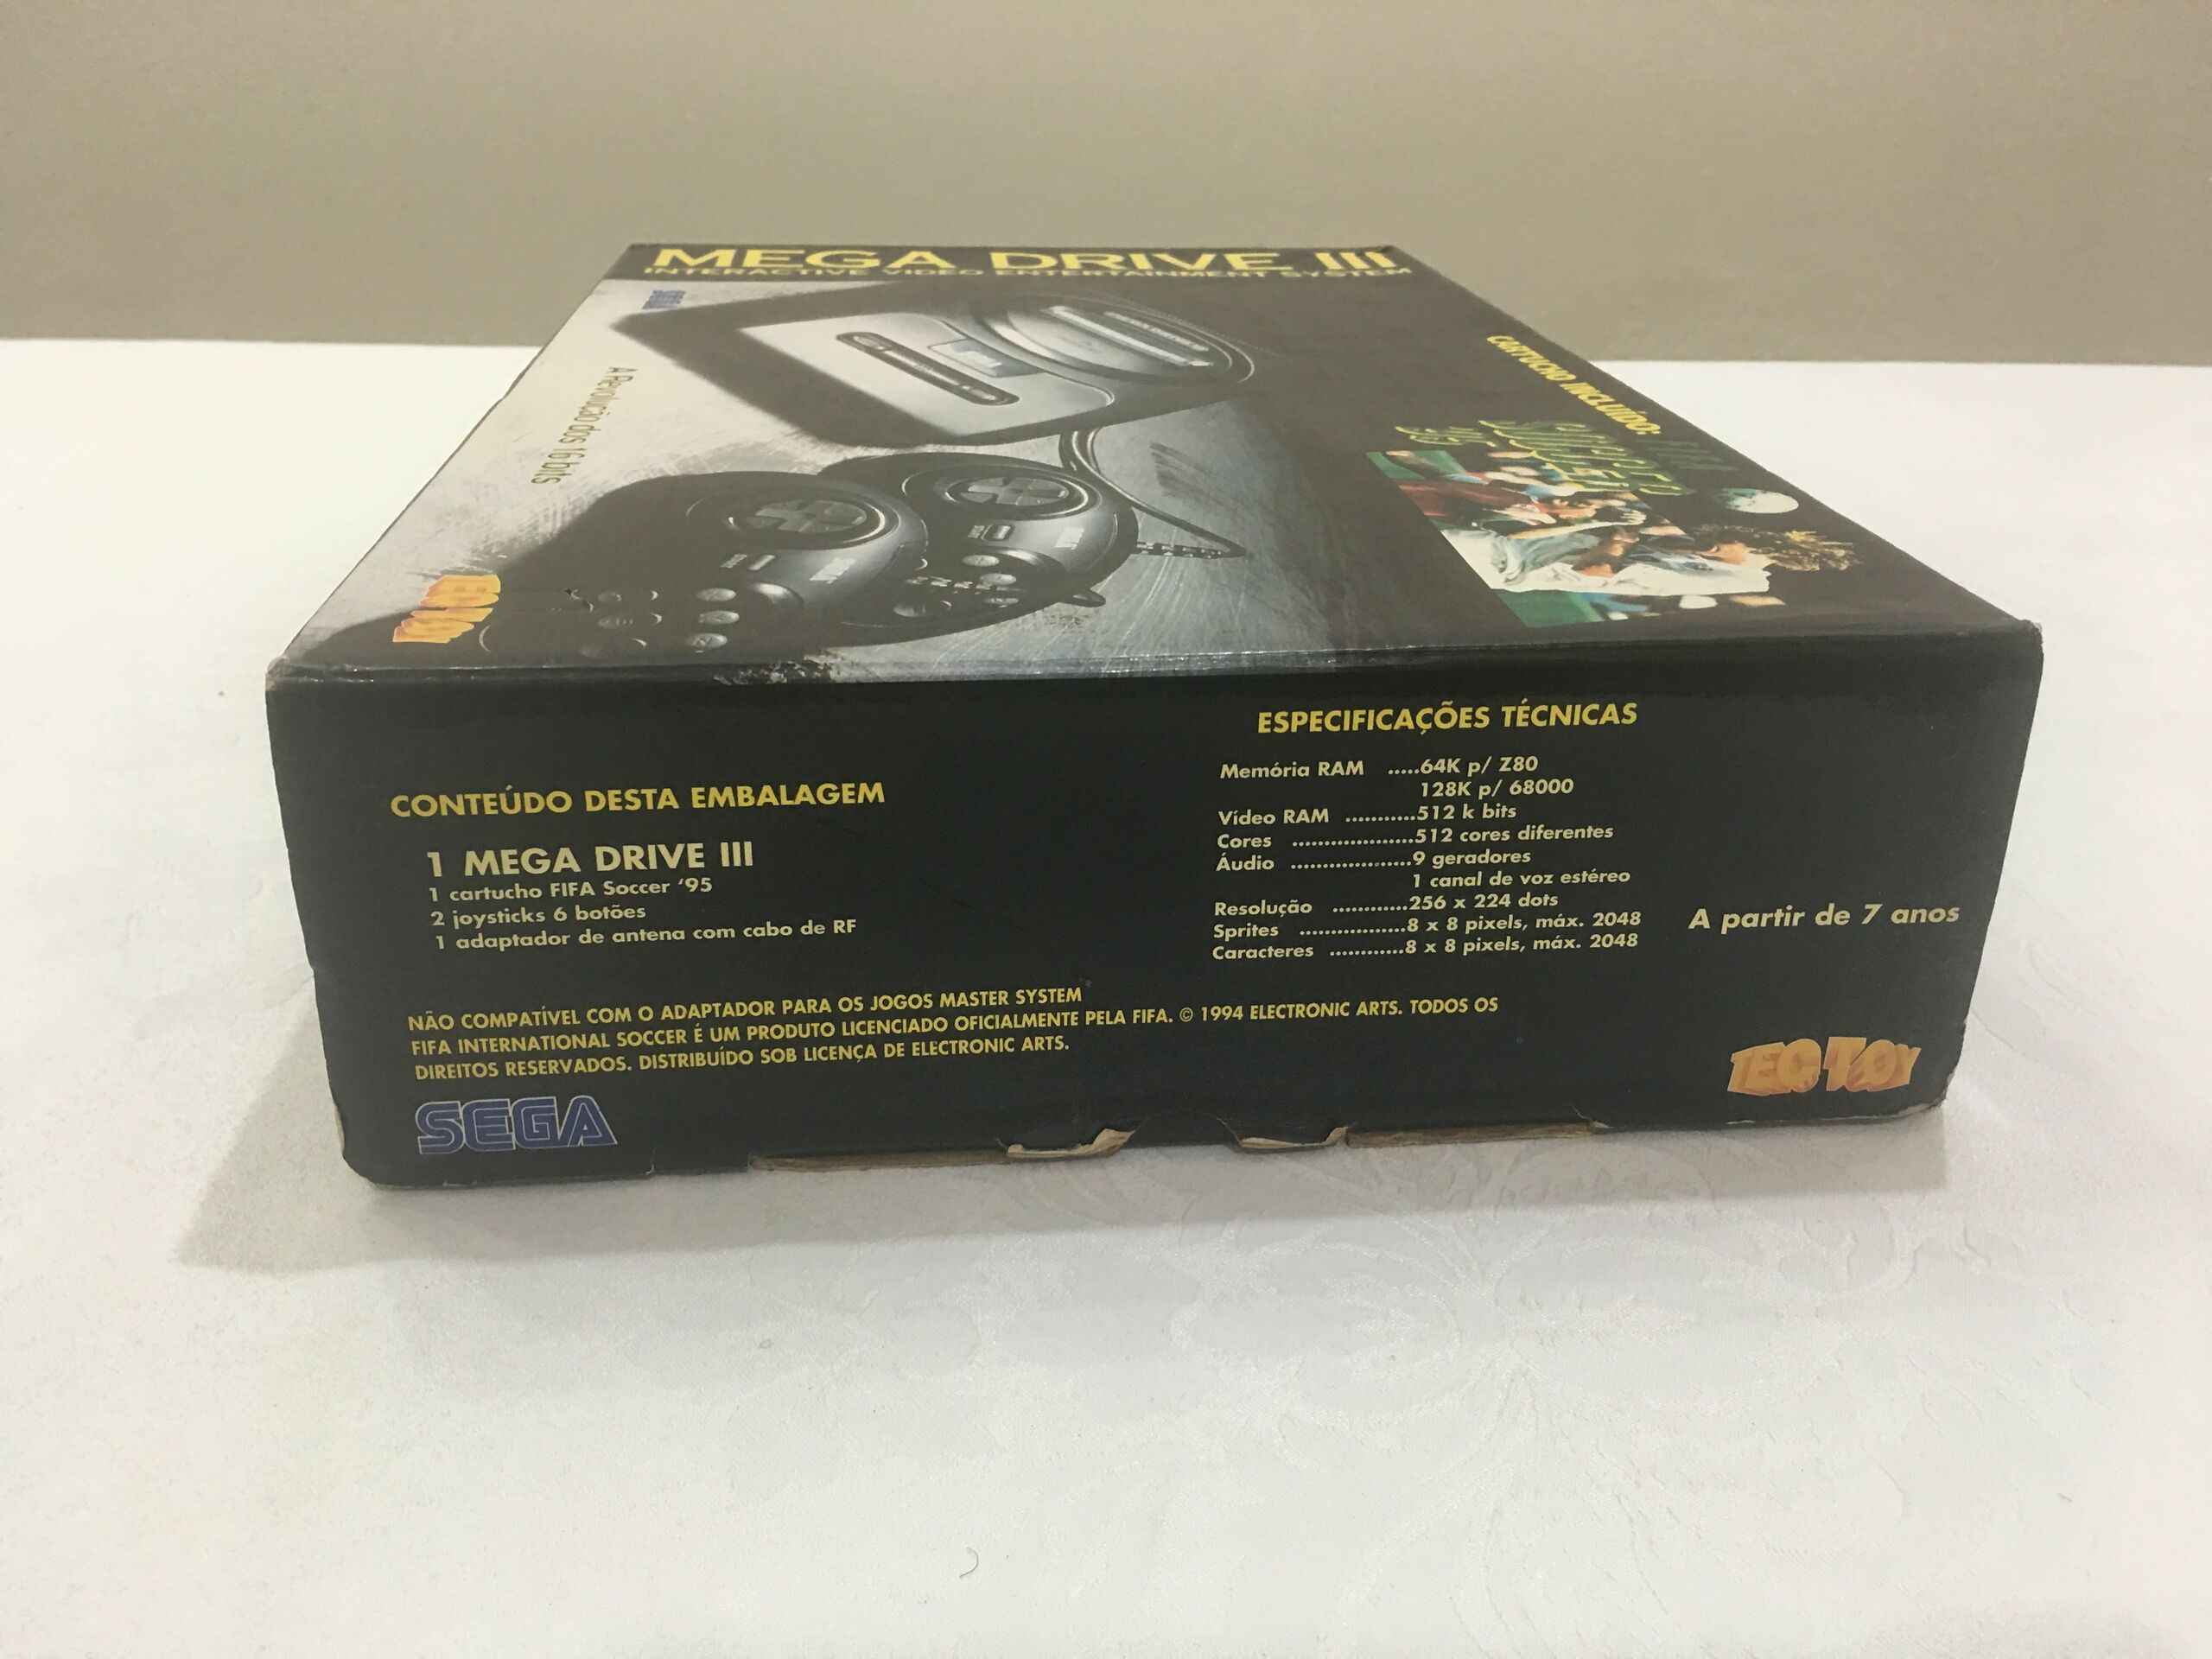 MEGA DRIVE III
INTERACTIVE VIDEO ENTERTAINMENT SYSTEM
SEGA
A Revolução dos 16 bits
CARTUCHO INCLUÍDO:
FIFA
SOCCER
95
TEC TOY
CONTEÚDO DESTA EMBALAGEM
1 MEGA DRIVE III
1 cartucho FIFA Soccer '95
2 joysticks 6 botões
1 adaptador de antena com cabo de RF
ESPECIFICAÇÕES TÉCNICAS
Memória RAM .....64K p/ Z80
128K p/ 68000
Vídeo RAM ...........512 k bits
Cores ...................512 cores diferentes
Áudio ...................9 geradores
1 canal de voz estéreo
Resolução ............256 x 224 dots
Sprites .................8 x 8 pixels, máx. 2048
Caracteres ............8 x 8 pixels, máx. 2048
A partir de 7 anos
NÃO COMPATÍVEL COM O ADAPTADOR PARA OS JOGOS MASTER SYSTEM
FIFA INTERNATIONAL SOCCER É UM PRODUTO LICENCIADO OFICIALMENTE PELA FIFA. © 1994 ELECTRONIC ARTS. TODOS OS
DIREITOS RESERVADOS. DISTRIBUÍDO SOB LICENÇA DE ELECTRONIC ARTS.
SEGA
TEC TOY